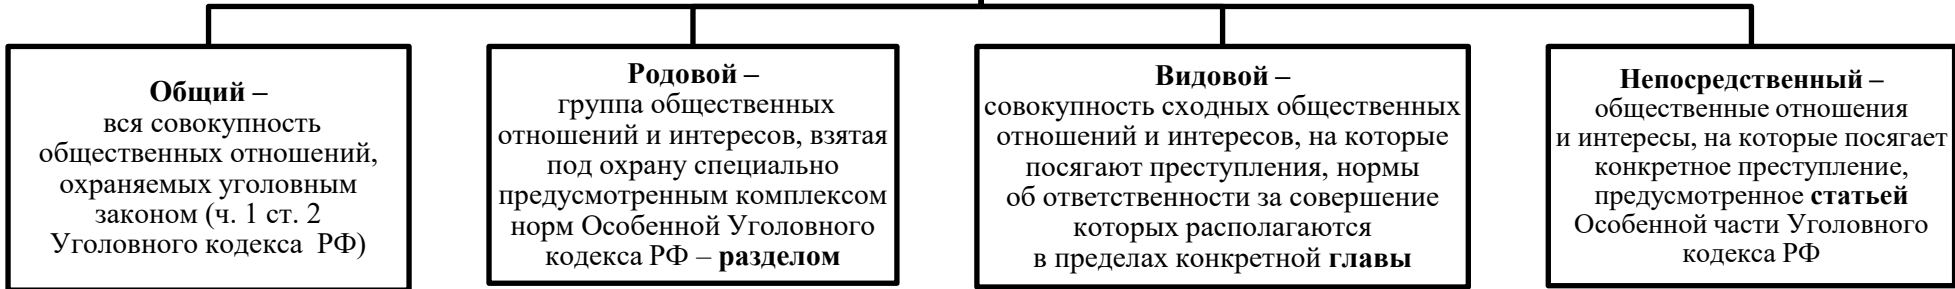 Общий –
вся совокупность
общественных отношений,
охраняемых уголовным
законом (ч. 1 ст. 2
Уголовного кодекса РФ)
Родовой –
группа общественных
отношений и интересов, взятая
под охрану специально
предусмотренным комплексом
норм Особенной Уголовного
кодекса РФ – разделом
Видовой –
совокупность сходных общественных
отношений и интересов, на которые
посягают преступления, нормы
об ответственности за совершение
которых располагаются
в пределах конкретной главы
Непосредственный –
общественные отношения
и интересы, на которые посягает
конкретное преступление,
предусмотренное статьей
Особенной части Уголовного
кодекса РФ